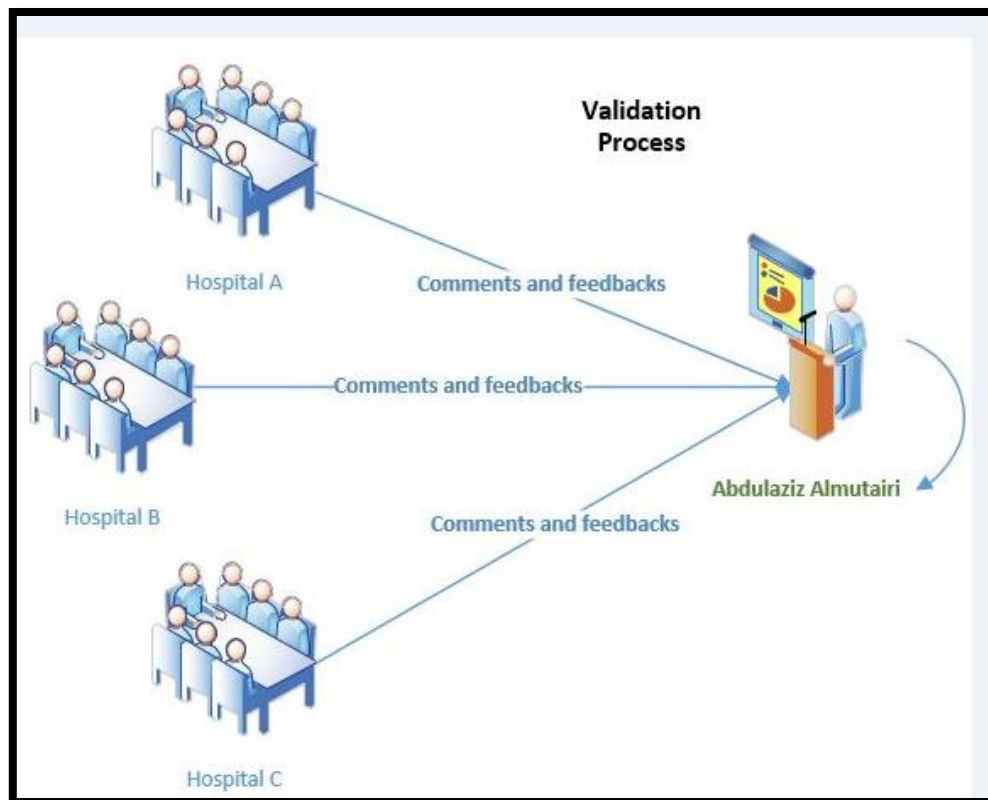 Validation
Process
Hospital A
Comments and feedbacks
Comments and feedbacks
Abdulaziz Almutairi
Hospital B
Comments and feedbacks
Hospital C